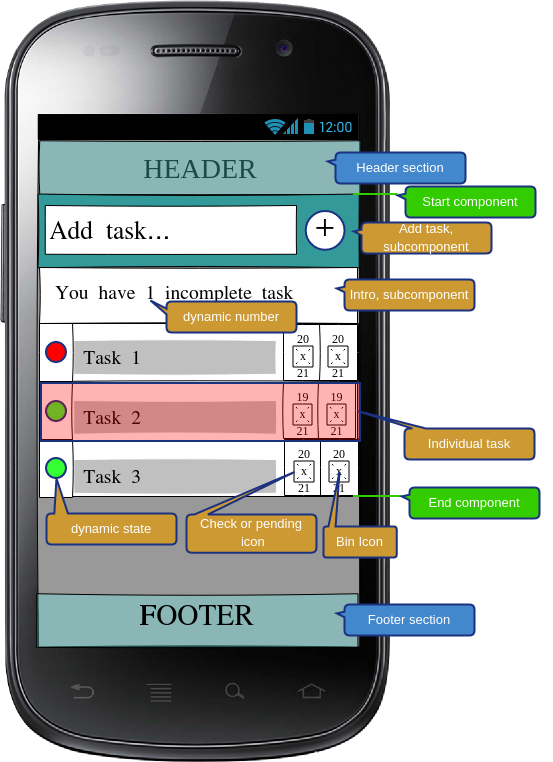 12:00
HEADER
Header section
Start component
Add task...
+
Add task,
subcomponent
You have 1 incomplete task
Intro, subcomponent
dynamic number
Task 1
20
x
21
20
x
21
Task 2
19
x
21
19
x
21
Individual task
Task 3
20
x
21
20
x
21
End component
dynamic state
Check or pending
icon
Bin Icon
FOOTER
Footer section